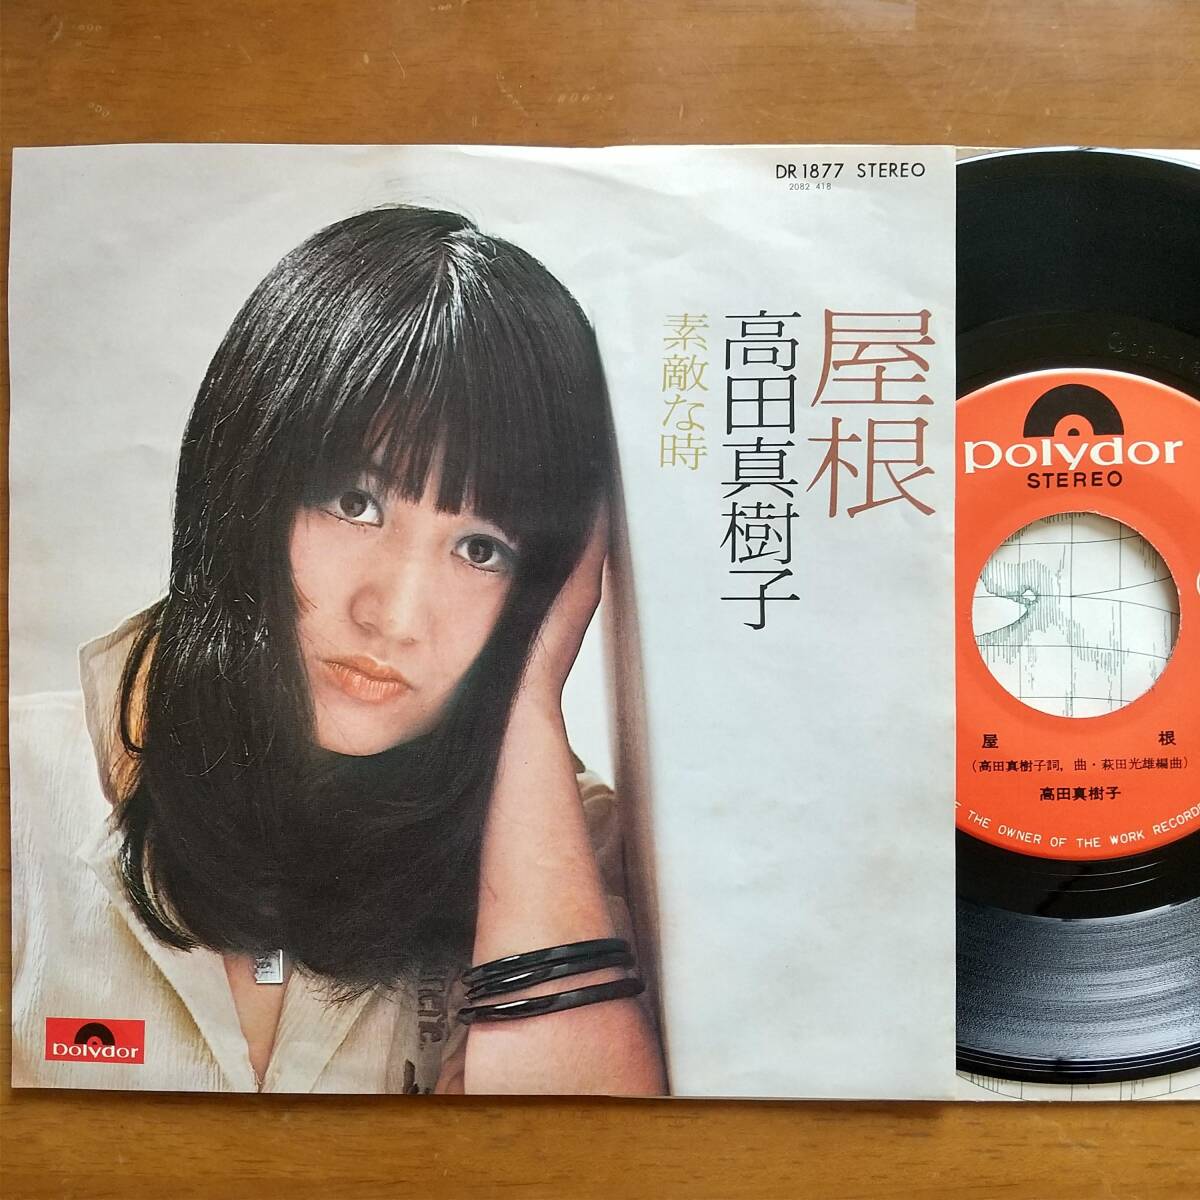 DR 1877 STEREO
2082 418
屋根
高田真樹子
素敵な時
polydor
polydor
STEREO
屋 根
(高田真樹子詞, 曲・萩田光雄編曲)
高田真樹子
THE OWNER OF THE WORK RECORDE